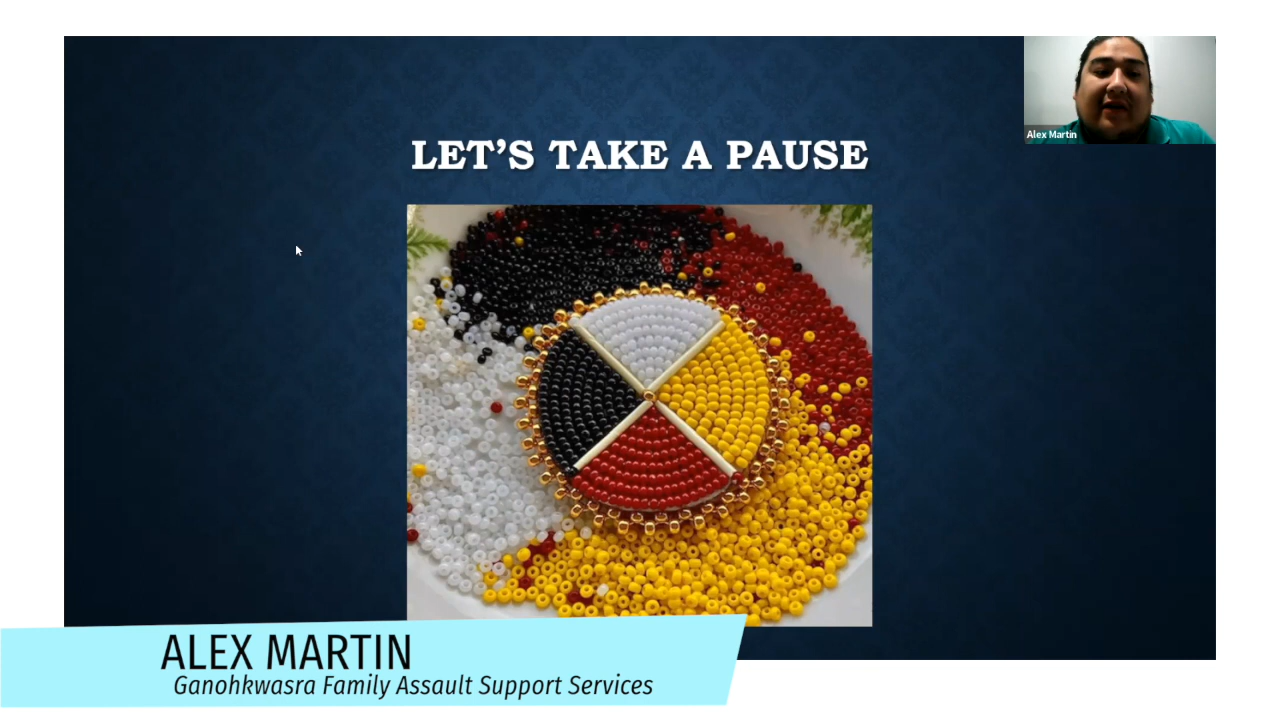 LET'S TAKE A PAUSE
Alex Martin
ALEX MARTIN
Ganohkwasra Family Assault Support Services